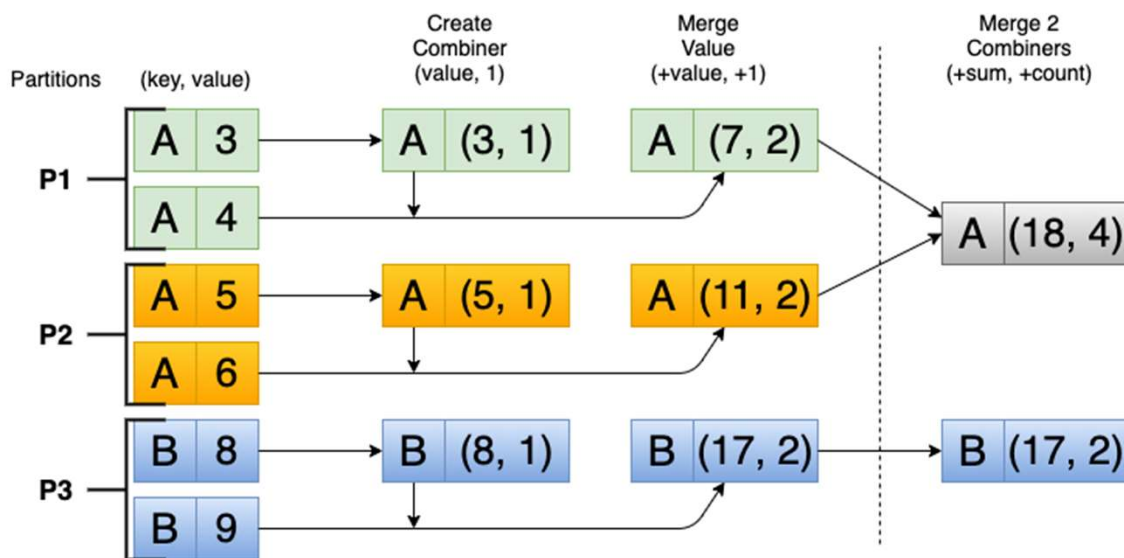 Create
Combiner
(value, 1)
Merge
Value
(+value, +1)
Merge 2
Combiners
(+sum, +count)
Partitions
(key, value)
P1
A 3
A (3, 1)
A (7, 2)
A 4
A (18, 4)
P2
A 5
A (5, 1)
A (11, 2)
A 6
P3
B 8
B (8, 1)
B (17, 2)
B (17, 2)
B 9